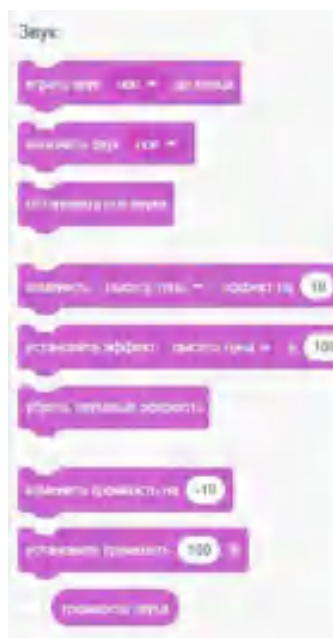 Звук
играть звук до конца
включить звук
остановить все звуки
изменить высоту тона эффект на 10
установить эффект высота тона в 100
убрать звуковые эффекты
изменить громкость на -10
установить громкость 100
громкость звука